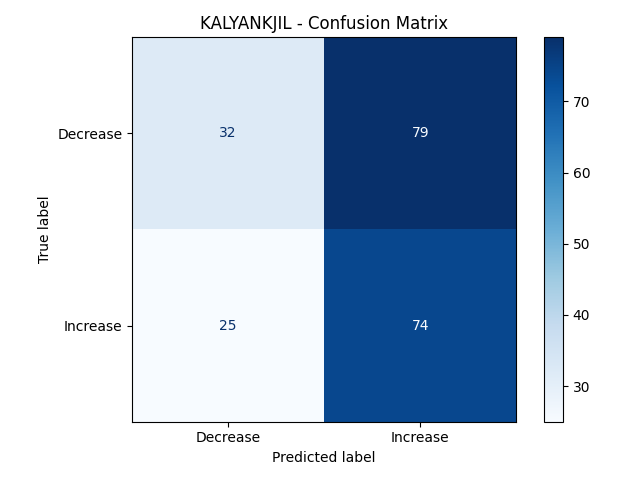 KALYANKJIL - Confusion Matrix
Decrease
32
79
Increase
25
74
Decrease
Increase
Predicted label
True label
70
60
50
40
30